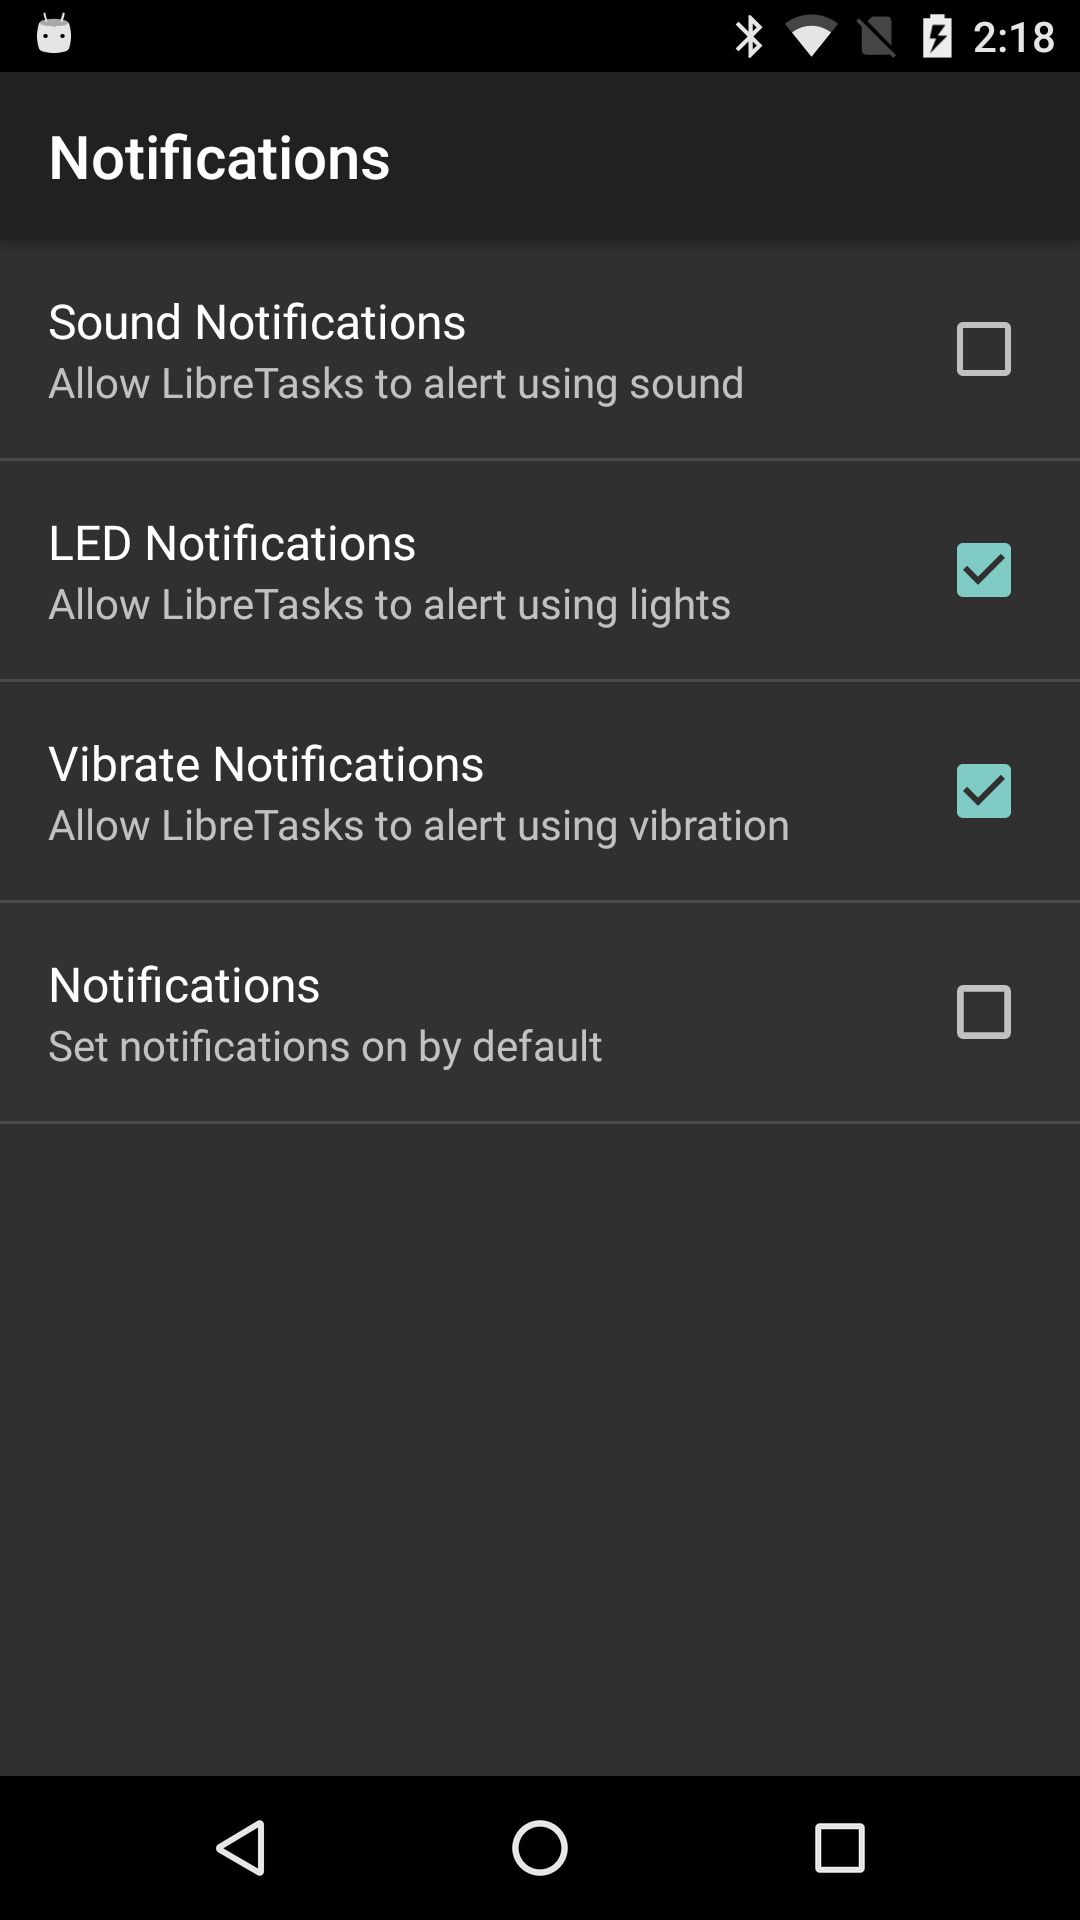 2:18
Notifications
Sound Notifications
Allow LibreTasks to alert using sound
LED Notifications
Allow LibreTasks to alert using lights
Vibrate Notifications
Allow LibreTasks to alert using vibration
Notifications
Set notifications on by default